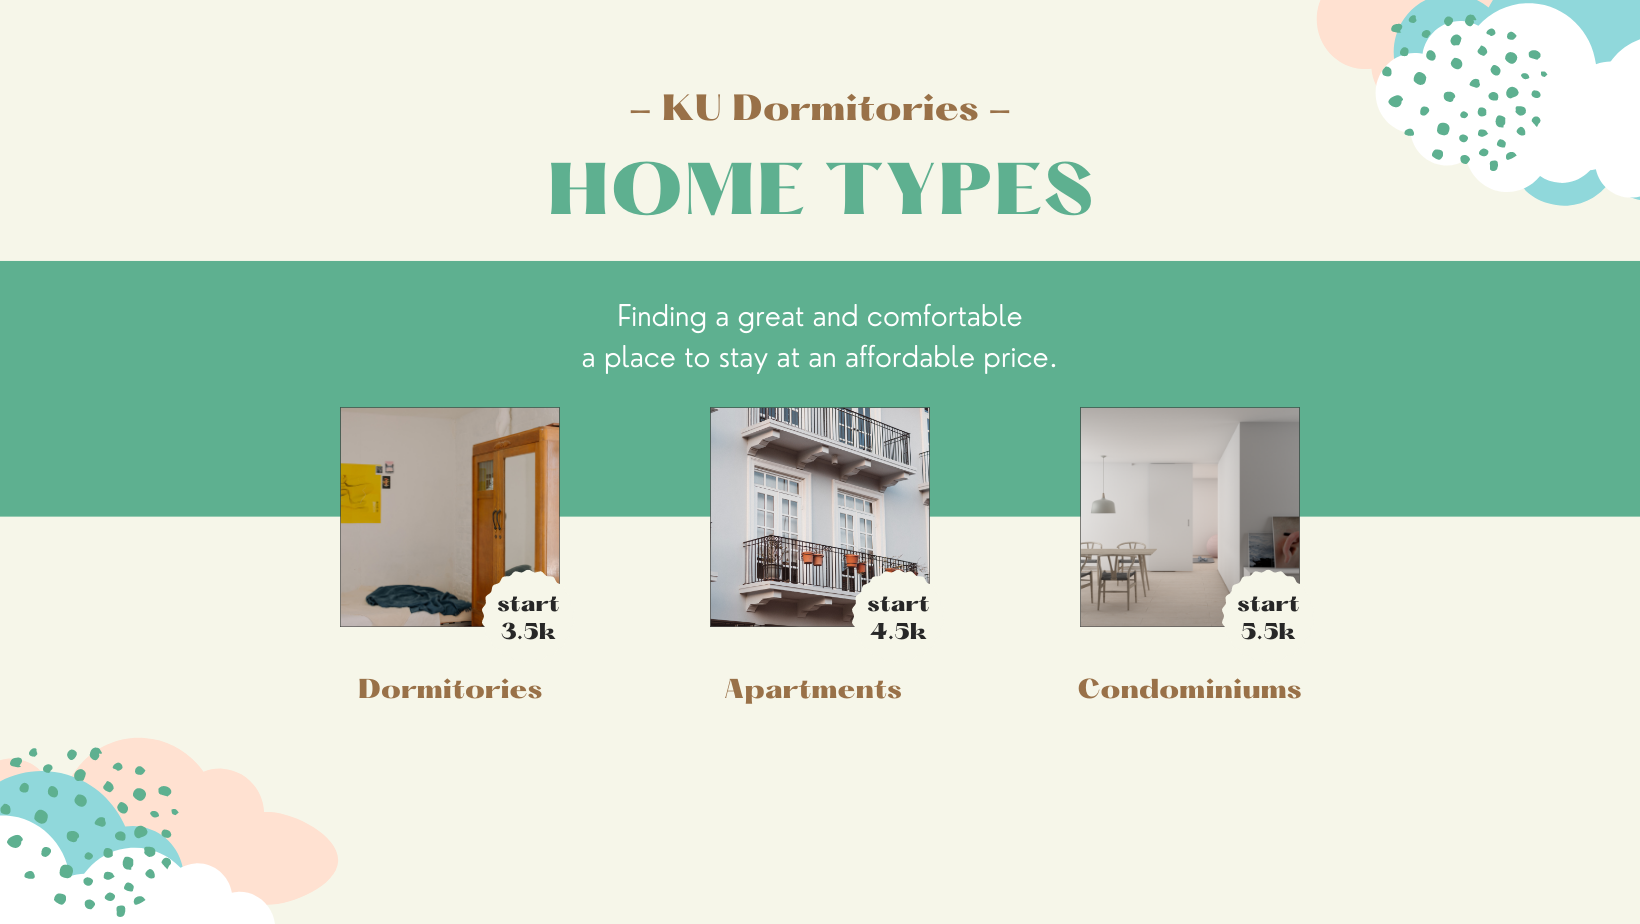 – KU Dormitories –
HOME TYPES
Finding a great and comfortable
a place to stay at an affordable price.
start
3.5k
start
4.5k
start
5.5k
Dormitories
Apartments
Condominiums